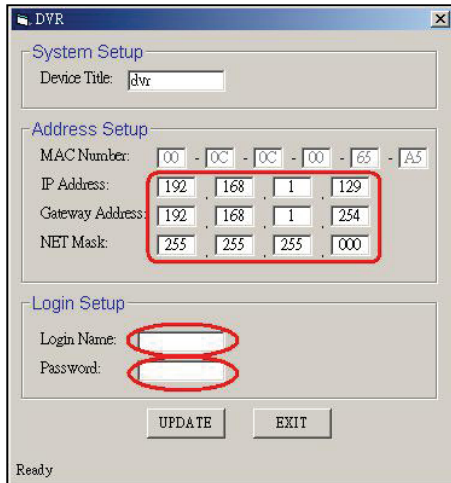 DVR
System Setup
Device Title: dvr
Address Setup
MAC Number: 00 - 0C - 0C - 00 - 65 - A5
IP Address: 192 . 168 . 1 . 129
Gateway Address: 192 . 168 . 1 . 254
NET Mask: 255 . 255 . 255 . 000
Login Setup
Login Name:
Password:
UPDATE EXIT
Ready